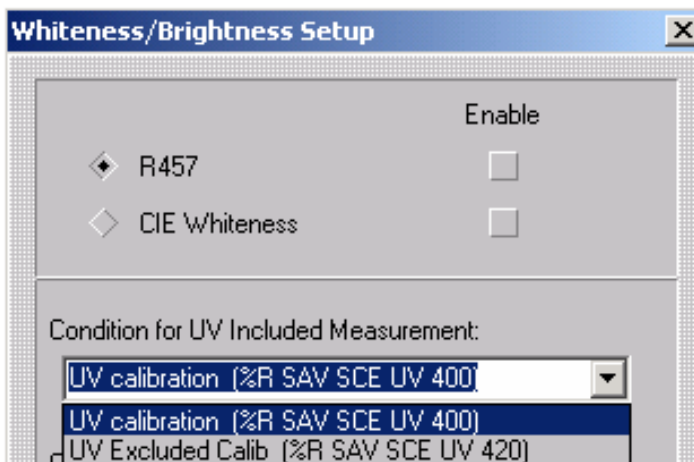 Whiteness/Brightness Setup
Enable
R457
CIE Whiteness
Condition for UV Included Measurement:
UV calibration (%R SAV SCE UV 400)
UV calibration (%R SAV SCE UV 400)
UV Excluded Calib (%R SAV SCE UV 420)